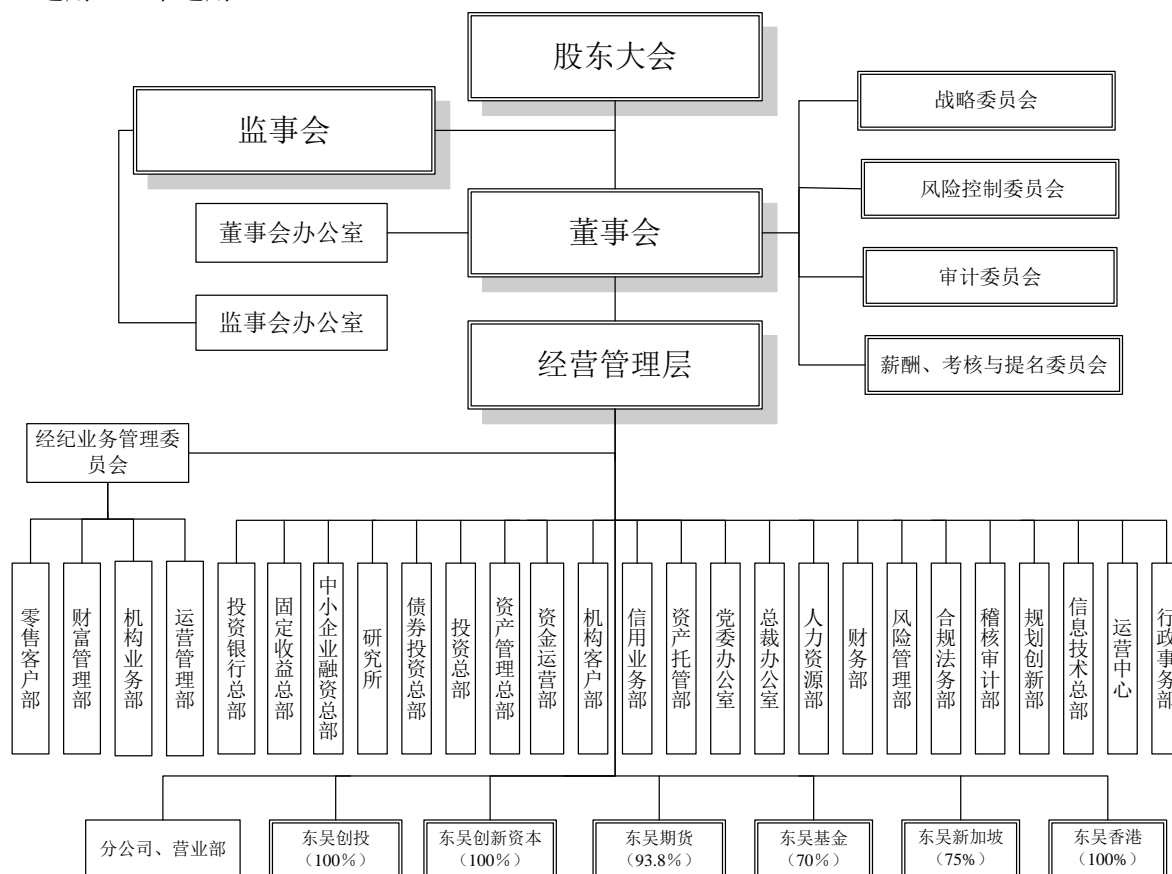 股东大会
监事会
战略委员会
风险控制委员会
董事会办公室
董事会
审计委员会
监事会办公室
经营管理层
薪酬、考核与提名委员会
经纪业务管理委
员会
零售客户部
财富管理部
机构业务部
运营管理部
投资银行总部
固定收益总部
中小企业融资总部
研究所
债券投资总部
投资总部
资产管理总部
资金运营部
机构客户部
信用业务部
资产托管部
党委办公室
总裁办公室
人力资源部
财务部
风险管理部
合规法务部
稽核审计部
规划创新部
信息技术总部
运营中心
行政事务部
分公司、营业部
东吴创投
（100%）
东吴创新资本
（100%）
东吴期货
（93.8%）
东吴基金
（70%）
东吴新加坡
（75%）
东吴香港
（100%）